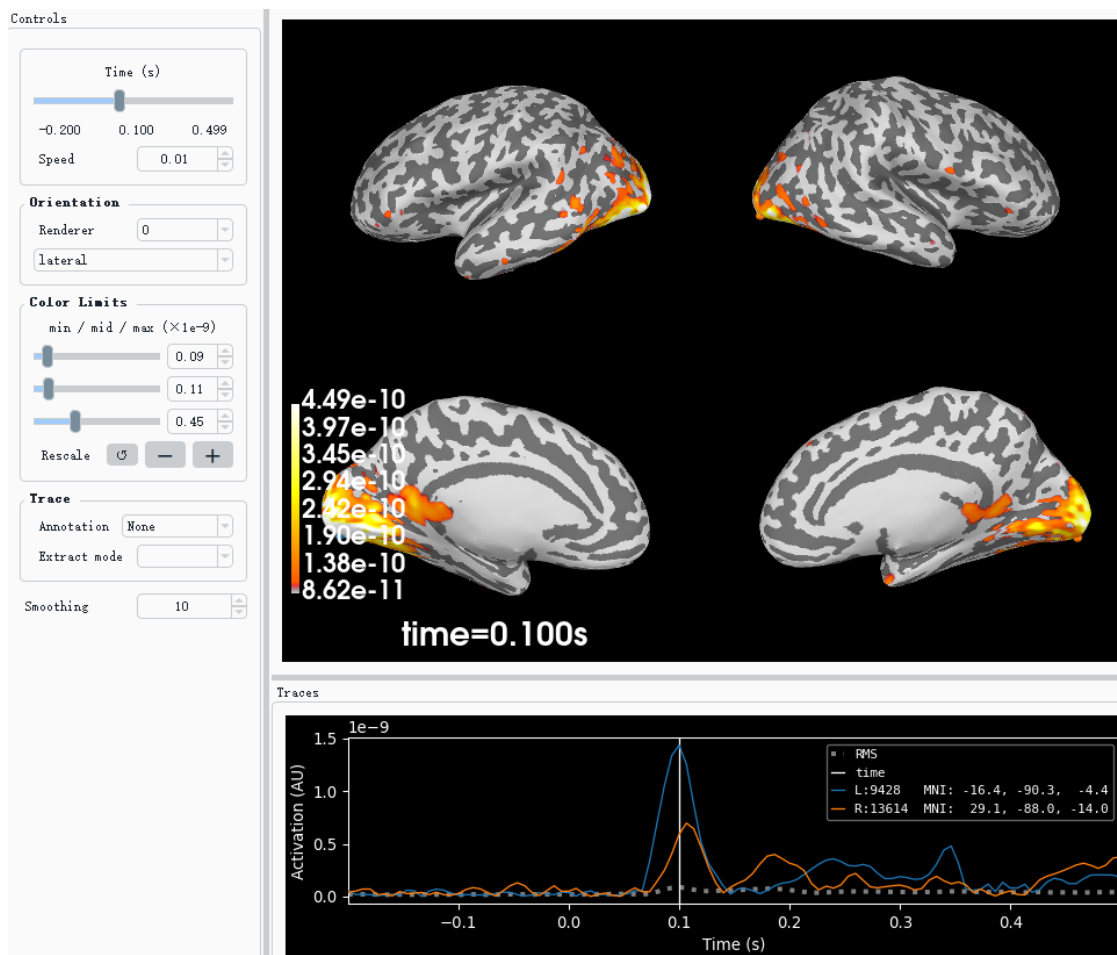 Controls
Time (s)
-0.200 0.100 0.499
Speed 0.01
Orientation
Renderer 0
lateral
Color Limits
min / mid / max (×1e-9)
0.09
0.11
0.45
Rescale ↺ − +
Trace
Annotation None
Extract mode
Smoothing 10
4.49e-10
3.97e-10
3.45e-10
2.94e-10
2.42e-10
1.90e-10
1.38e-10
8.62e-11
time=0.100s
Traces
1e−9
1.5
1.0
0.5
0.0
Activation (AU)
−0.1 0.0 0.1 0.2 0.3 0.4
Time (s)
RMS
time
L:9428 MNI: -16.4, -90.3, -4.4
R:13614 MNI: 29.1, -88.0, -14.0